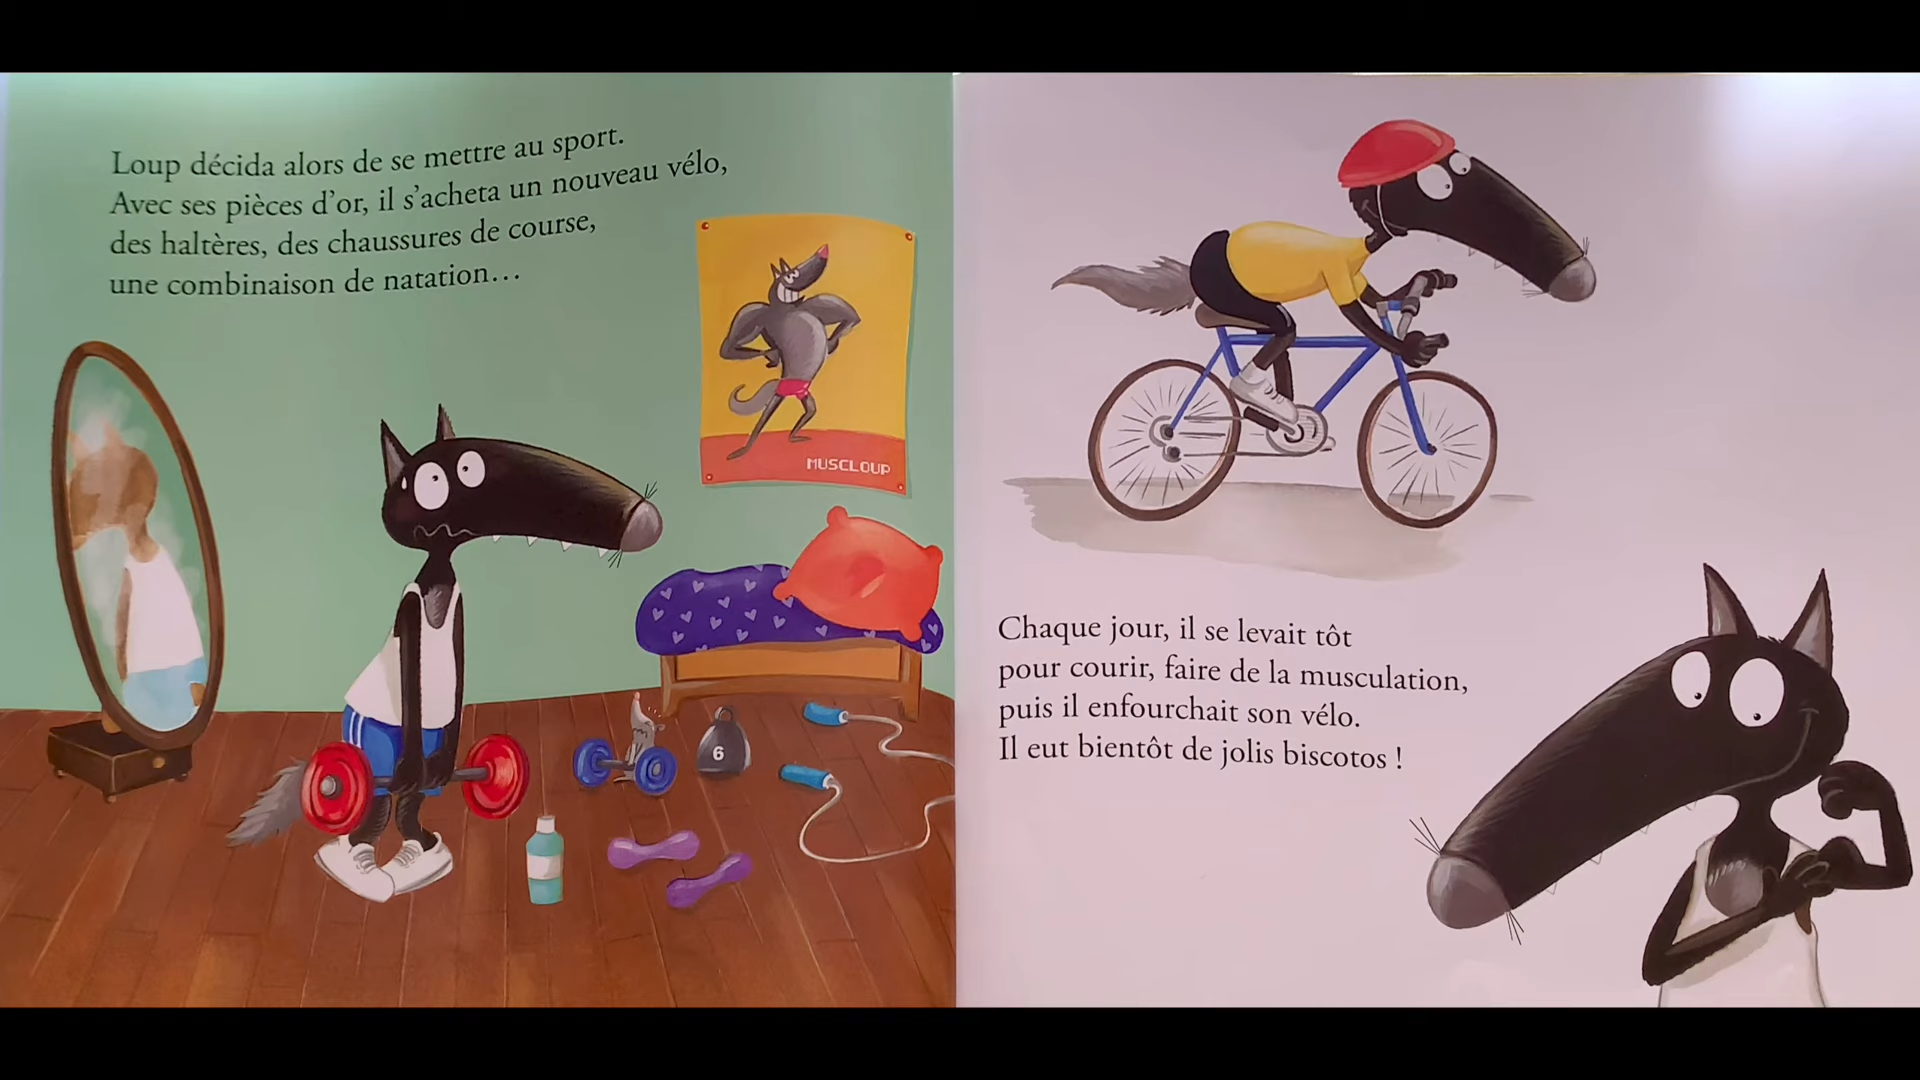 Loup décida alors de se mettre au sport.
Avec ses pièces d'or, il s'acheta un nouveau vélo,
des haltères, des chaussures de course,
une combinaison de natation…
MUSCLOUP
6
Chaque jour, il se levait tôt
pour courir, faire de la musculation,
puis il enfourchait son vélo.
Il eut bientôt de jolis biscotos !